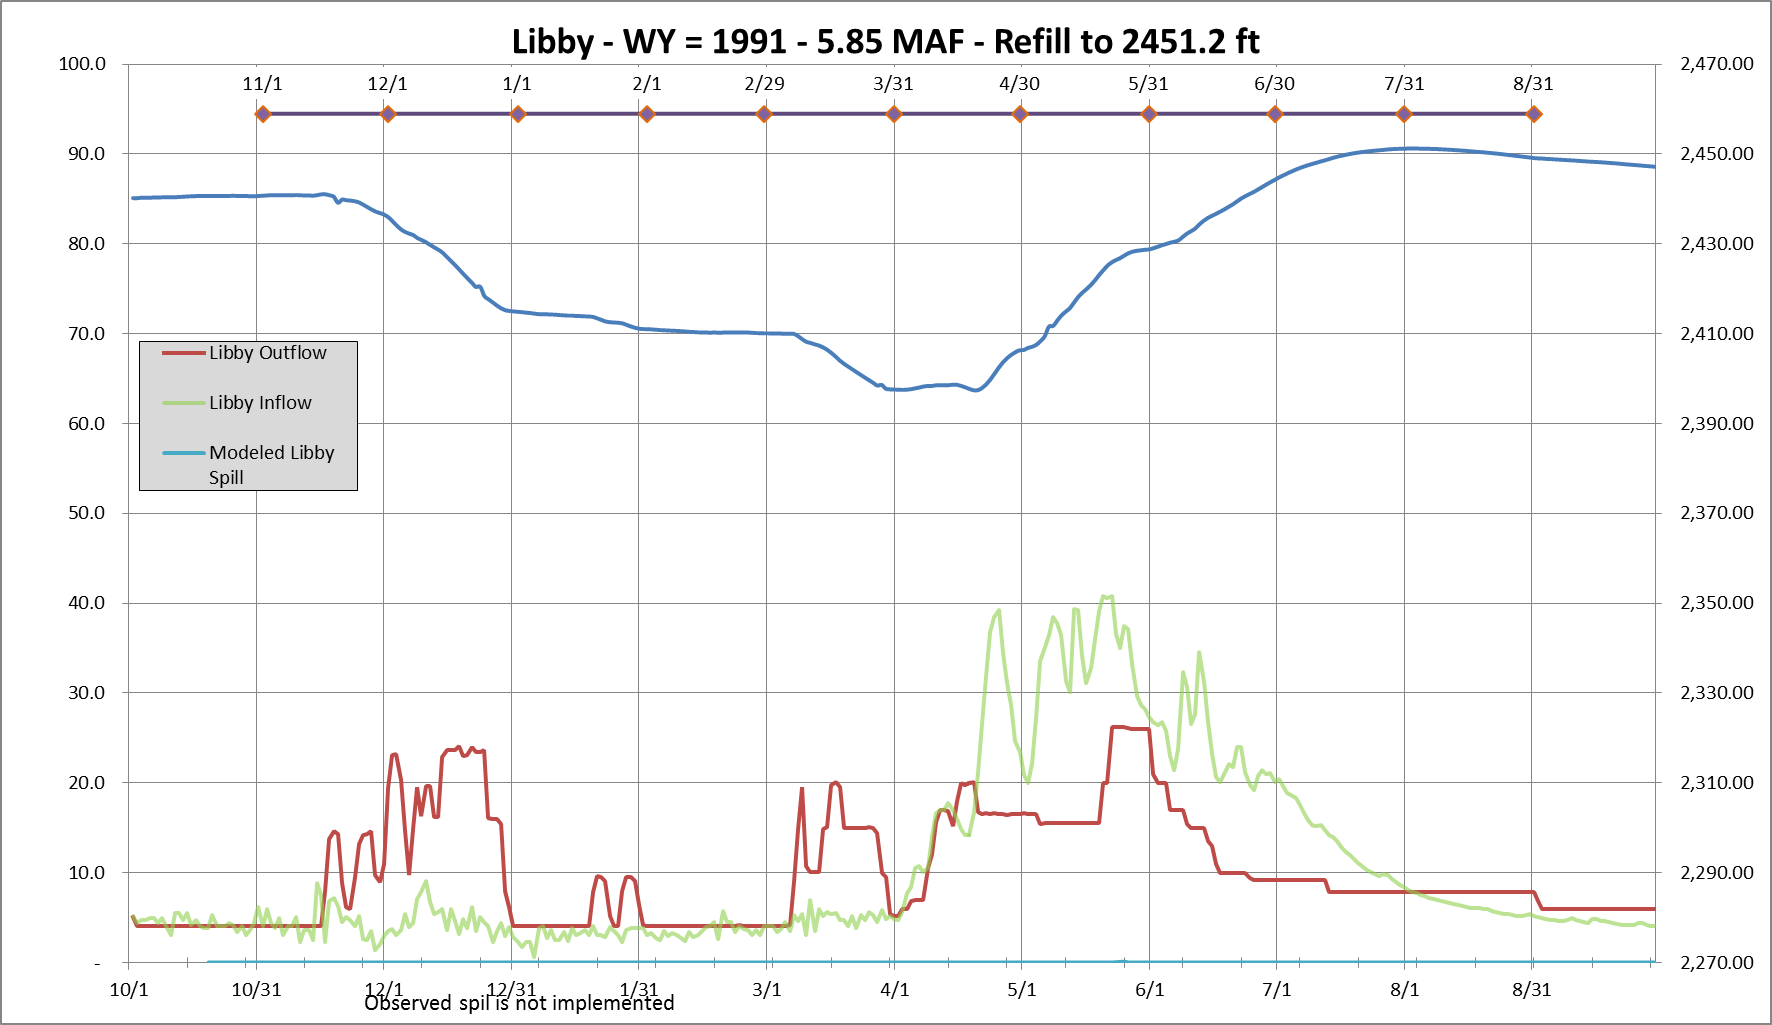 Libby - WY = 1991 - 5.85 MAF - Refill to 2451.2 ft
100.0 2,470.00
11/1 12/1 1/1 2/1 2/29 3/31 4/30 5/31 6/30 7/31 8/31
90.0 2,450.00
80.0 2,430.00
70.0 2,410.00
Libby Outflow
Libby Inflow
60.0 2,390.00
Modeled Libby
Spill
50.0 2,370.00
40.0 2,350.00
30.0 2,330.00
20.0 2,310.00
10.0 2,290.00
- 2,270.00
10/1 10/31 12/1 12/31 1/31 3/1 4/1 5/1 6/1 7/1 8/1 8/31
Observed spil is not implemented